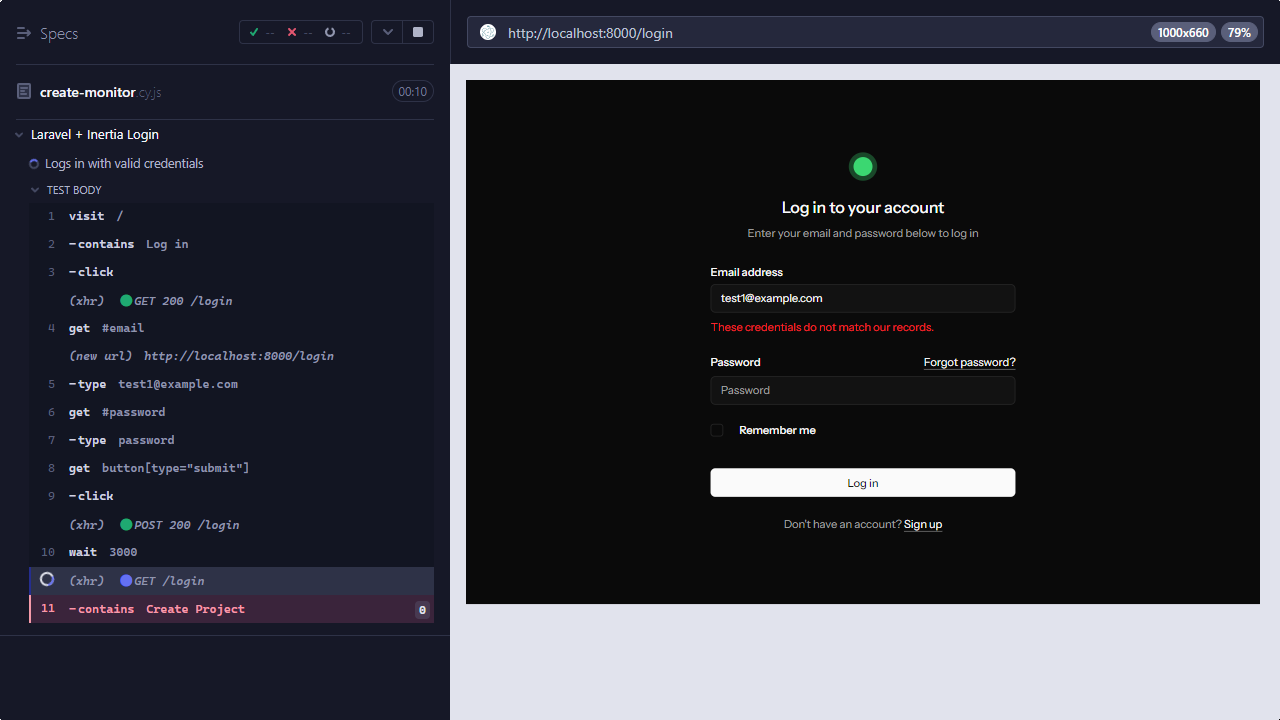 Specs
-- -- --
create-monitor.cy.js
00:10
Laravel + Inertia Login
Logs in with valid credentials
TEST BODY
1 visit /
2 -contains Log in
3 -click
(xhr) GET 200 /login
4 get #email
(new url) http://localhost:8000/login
5 -type test1@example.com
6 get #password
7 -type password
8 get button[type="submit"]
9 -click
(xhr) POST 200 /login
10 wait 3000
(xhr) GET /login
11 -contains Create Project 0
http://localhost:8000/login
1000x660 79%
Log in to your account
Enter your email and password below to log in
Email address
test1@example.com
These credentials do not match our records.
Password Forgot password?
Password
Remember me
Log in
Don't have an account? Sign up